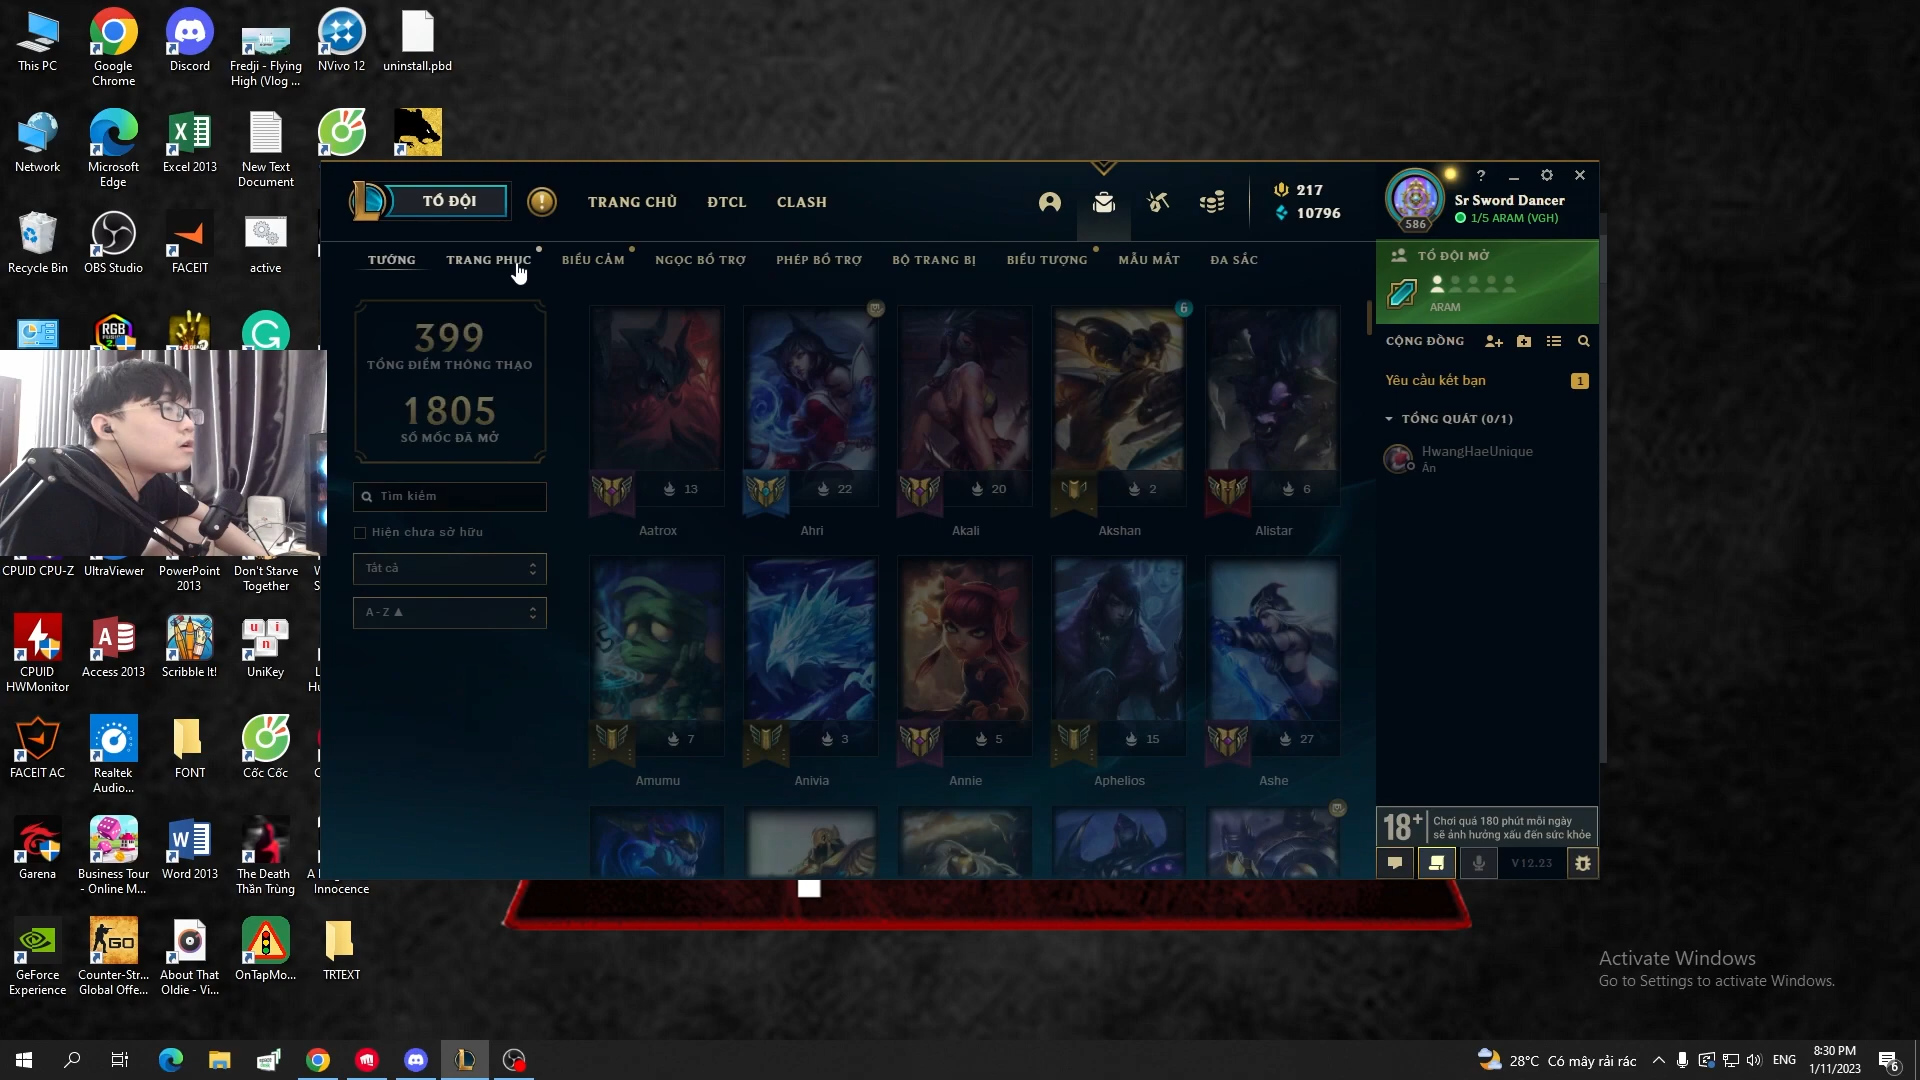 This PC
Google
Chrome
Discord
Fredji - Flying
High (Vlog ...
NVivo 12
uninstall.pbd
Network
Microsoft
Edge
Excel 2013
New Text
Document
Recycle Bin
OBS Studio
FACEIT
active
CPUID CPU-Z
UltraViewer
PowerPoint
2013
Don't Starve
Together
CPUID
HWMonitor
Access 2013
Scribble It!
UniKey
FACEIT AC
Realtek
Audio...
FONT
Cốc Cốc
Garena
Business Tour
- Online M...
Word 2013
The Death
Thần Trùng
Innocence
GeForce
Experience
Counter-Str...
Global Offe...
About That
Oldie - Vi...
OnTapMo...
TRTEXT
TỔ ĐỘI
TRANG CHỦ
ĐTCL
CLASH
217
10796
586
Sr Sword Dancer
1/5 ARAM (VGH)
TƯỚNG
TRANG PHỤC
BIỂU CẢM
NGỌC BỔ TRỢ
PHÉP BỔ TRỢ
BỘ TRANG BỊ
BIỂU TƯỢNG
MẪU MẮT
ĐA SẮC
399
TỔNG ĐIỂM THÔNG THẠO
1805
SỐ MỐC ĐÃ MỞ
Tìm kiếm
Hiện chưa sở hữu
Tất cả
A - Z ▲
6
13
22
20
2
6
Aatrox
Ahri
Akali
Akshan
Alistar
7
3
5
15
27
Amumu
Anivia
Annie
Aphelios
Ashe
TỔ ĐỘI MỞ
ARAM
CỘNG ĐỒNG
Yêu cầu kết bạn
1
TỔNG QUÁT (0/1)
HwangHaeUnique
Ẩn
18+
Chơi quá 180 phút mỗi ngày
sẽ ảnh hưởng xấu đến sức khỏe
V12.23
Activate Windows
Go to Settings to activate Windows.
28°C Có mây rải rác
ENG
8:30 PM
1/11/2023
6